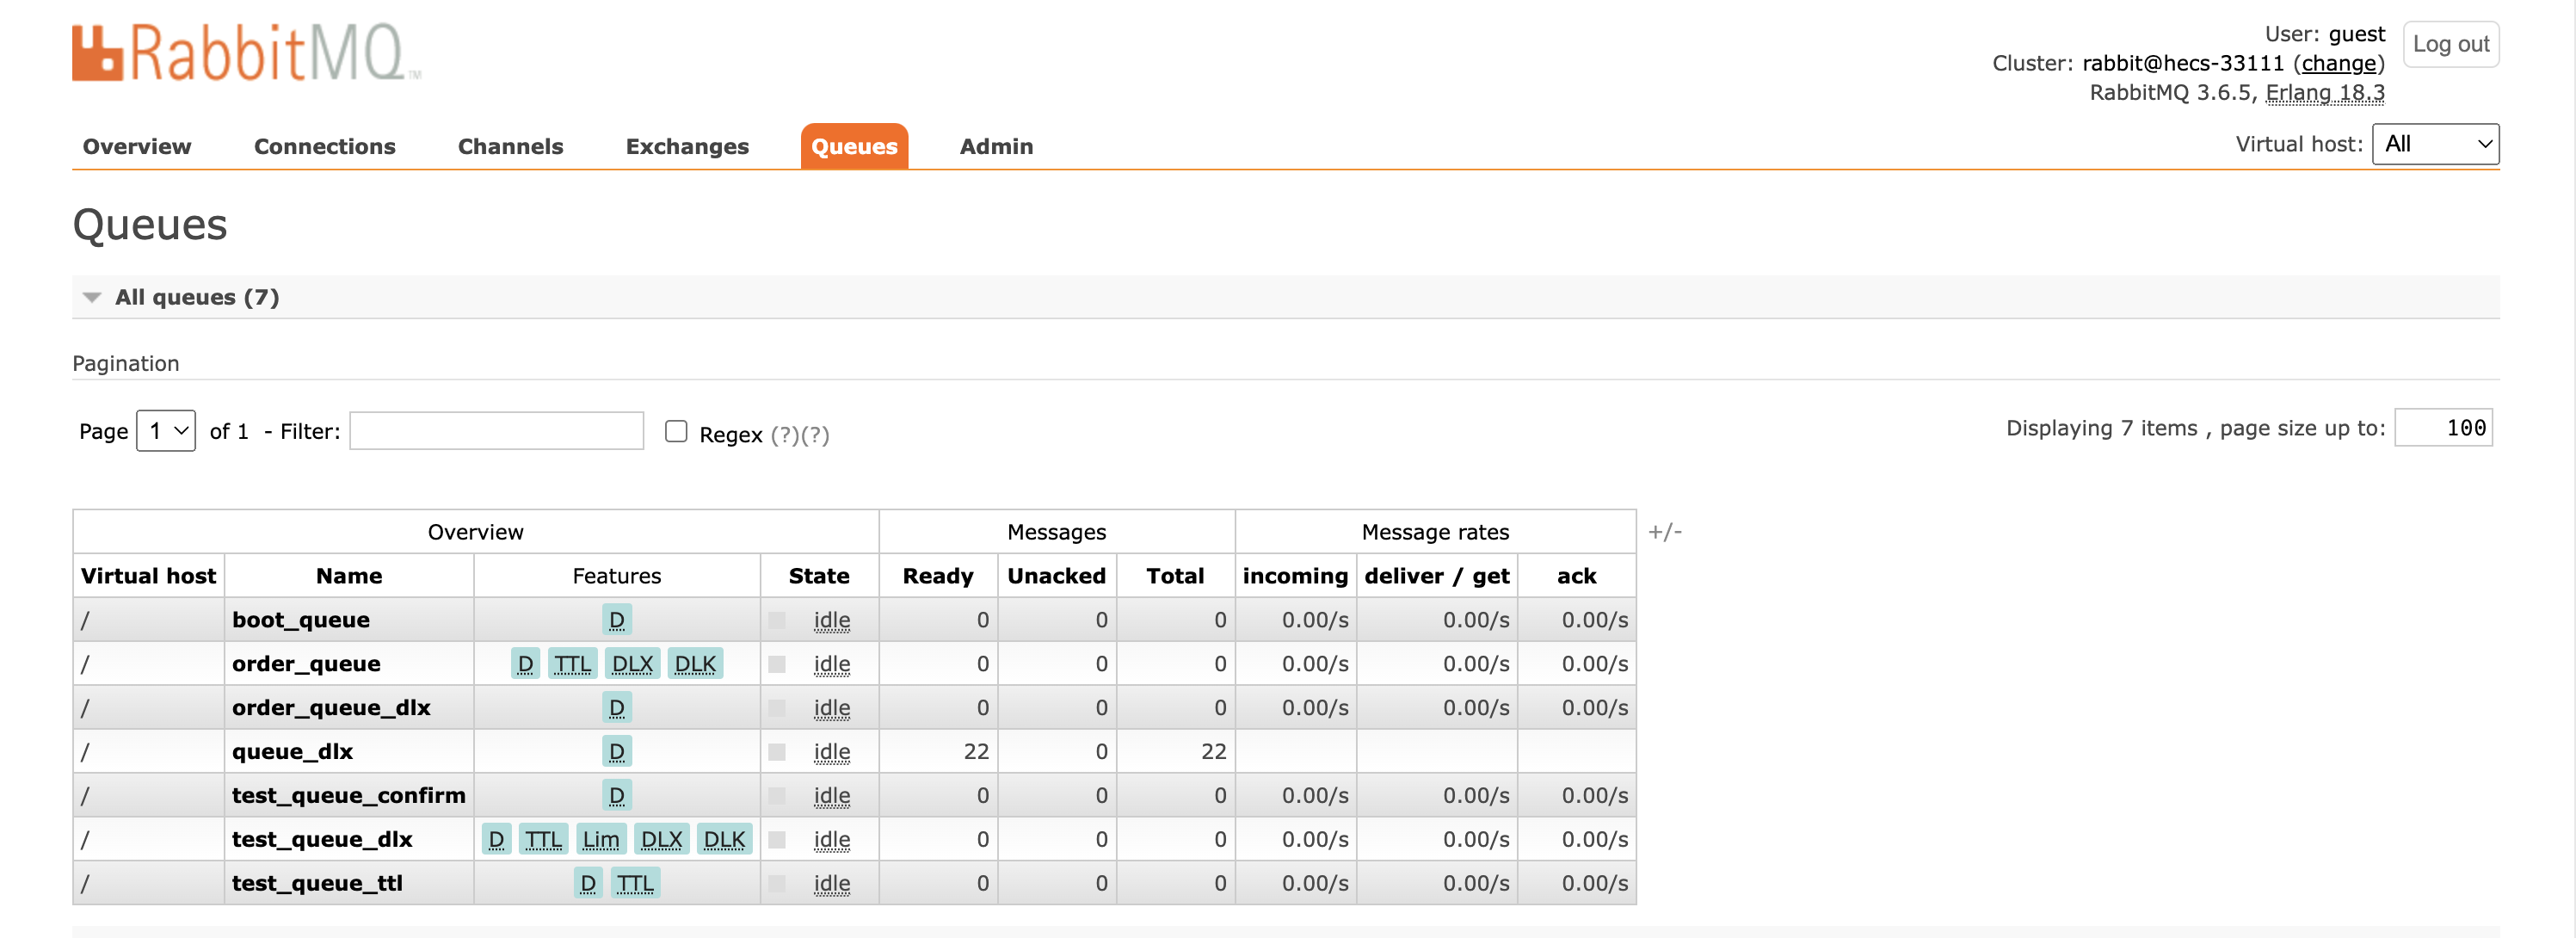 RabbitMQ™
User: guest
Log out
Cluster: rabbit@hecs-33111 (change)
RabbitMQ 3.6.5, Erlang 18.3
Overview Connections Channels Exchanges Queues Admin
Virtual host: All
Queues
All queues (7)
Pagination
Page 1 of 1 - Filter: Regex (?)(?)
Displaying 7 items , page size up to: 100
Overview Messages Message rates +/-
Virtual host Name Features State Ready Unacked Total incoming deliver / get ack
/ boot_queue D idle 0 0 0 0.00/s 0.00/s 0.00/s
/ order_queue D TTL DLX DLK idle 0 0 0 0.00/s 0.00/s 0.00/s
/ order_queue_dlx D idle 0 0 0 0.00/s 0.00/s 0.00/s
/ queue_dlx D idle 22 0 22
/ test_queue_confirm D idle 0 0 0 0.00/s 0.00/s 0.00/s
/ test_queue_dlx D TTL Lim DLX DLK idle 0 0 0 0.00/s 0.00/s 0.00/s
/ test_queue_ttl D TTL idle 0 0 0 0.00/s 0.00/s 0.00/s